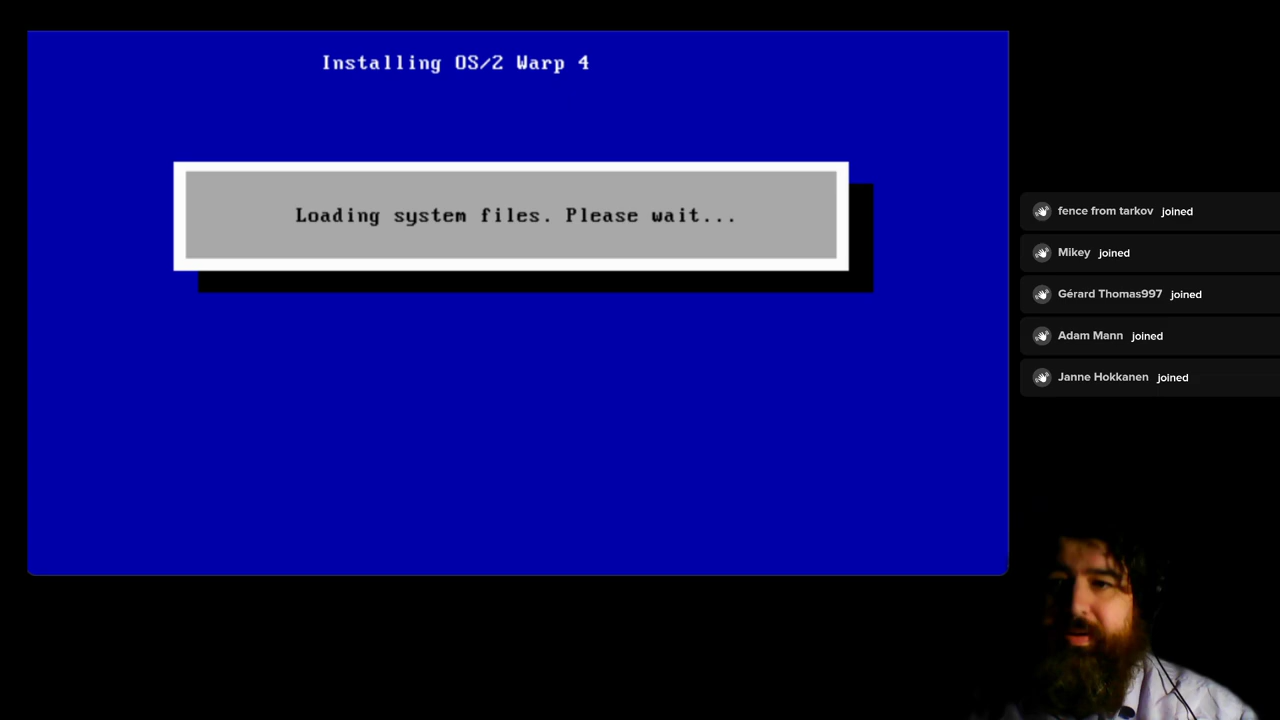 Installing OS/2 Warp 4
Loading system files. Please wait...
fence from tarkov joined
Mikey joined
Gérard Thomas997 joined
Adam Mann joined
Janne Hokkanen joined